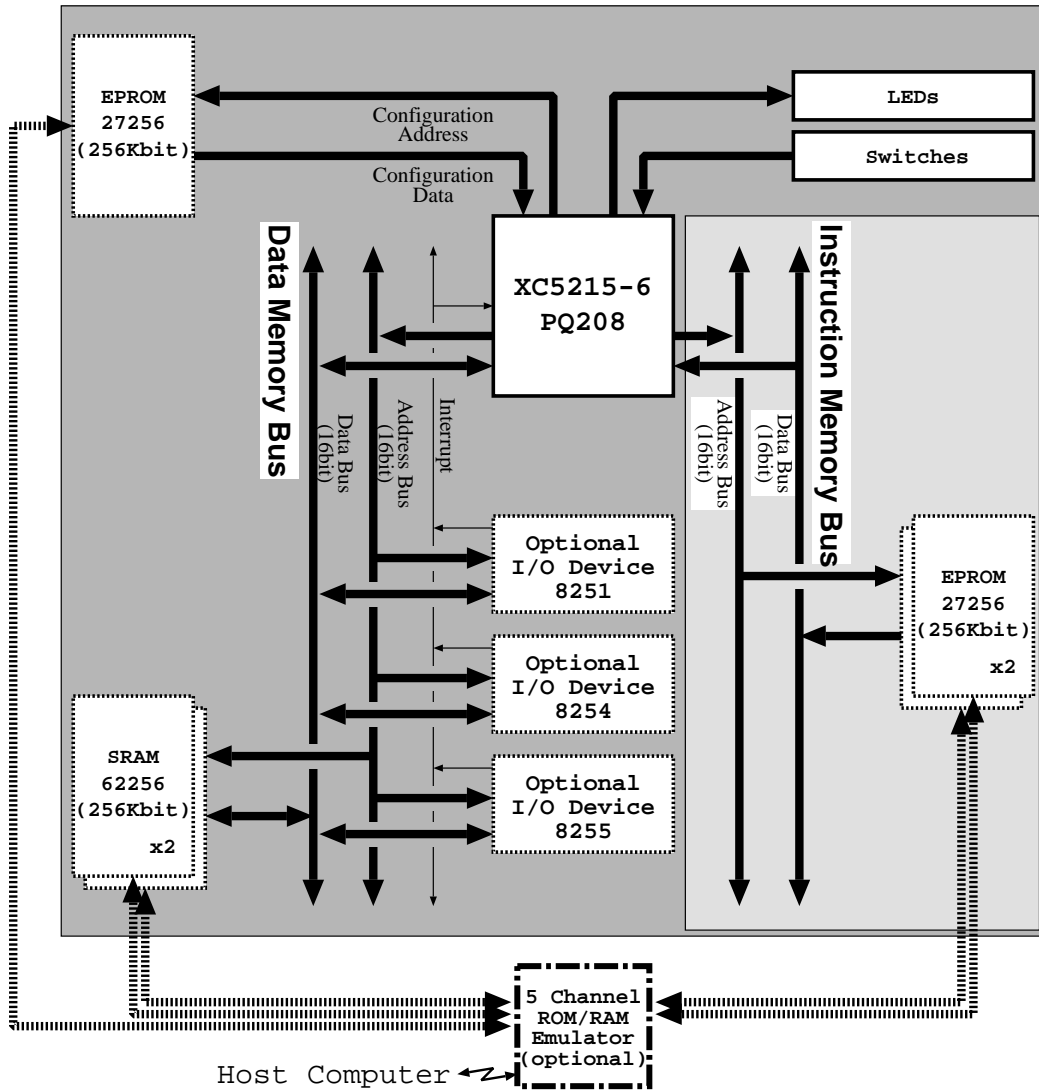 EPROM
27256
(256Kbit)
Configuration
Address
Configuration
Data
LEDs
Switches
XC5215-6
PQ208
Data Memory Bus
Data Bus
(16bit)
Address Bus
(16bit)
Interrupt
Address Bus
(16bit)
Data Bus
(16bit)
Instruction Memory Bus
Optional
I/O Device
8251
Optional
I/O Device
8254
Optional
I/O Device
8255
EPROM
27256
(256Kbit)
x2
SRAM
62256
(256Kbit)
x2
5 Channel
ROM/RAM
Emulator
(optional)
Host Computer